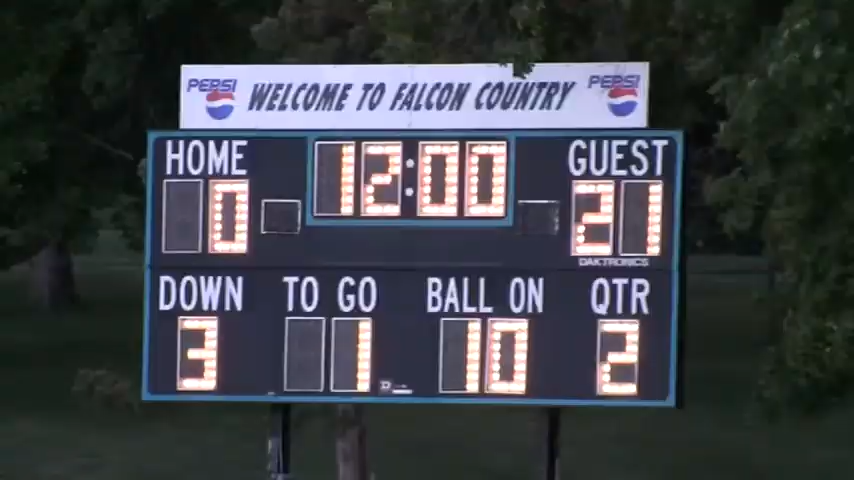 PEPSI WELCOME TO FALCON COUNTRY PEPSI
HOME 12:00 GUEST
0 21
DAKTRONICS
DOWN TO GO BALL ON QTR
3 1 10 2